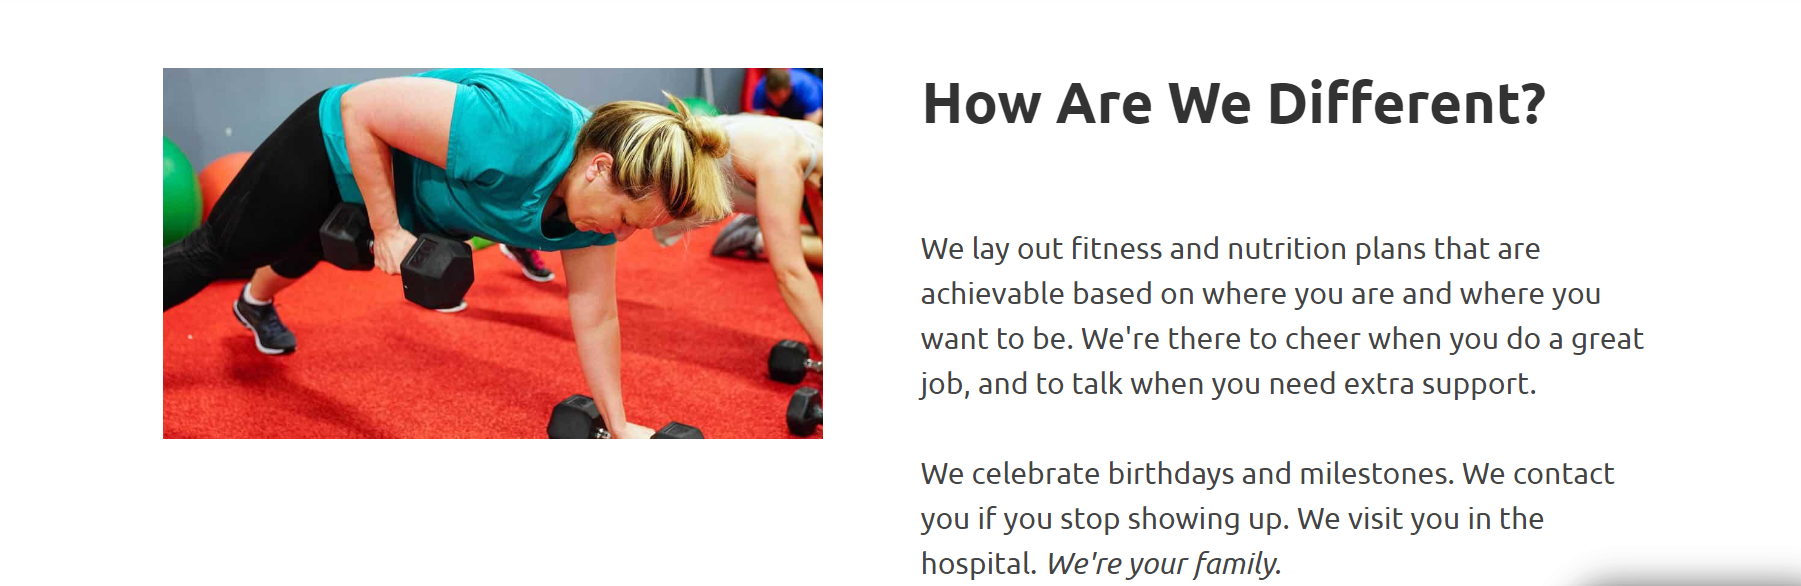 How Are We Different?
We lay out fitness and nutrition plans that are
achievable based on where you are and where you
want to be. We're there to cheer when you do a great
job, and to talk when you need extra support.
We celebrate birthdays and milestones. We contact
you if you stop showing up. We visit you in the
hospital. We're your family.